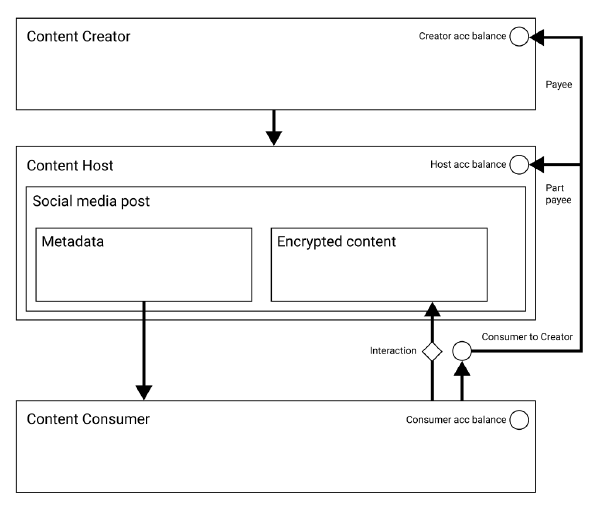 Content Creator
Creator acc balance
Payee
Content Host
Host acc balance
Part
payee
Social media post
Metadata
Encrypted content
Consumer to Creator
Interaction
Content Consumer
Consumer acc balance